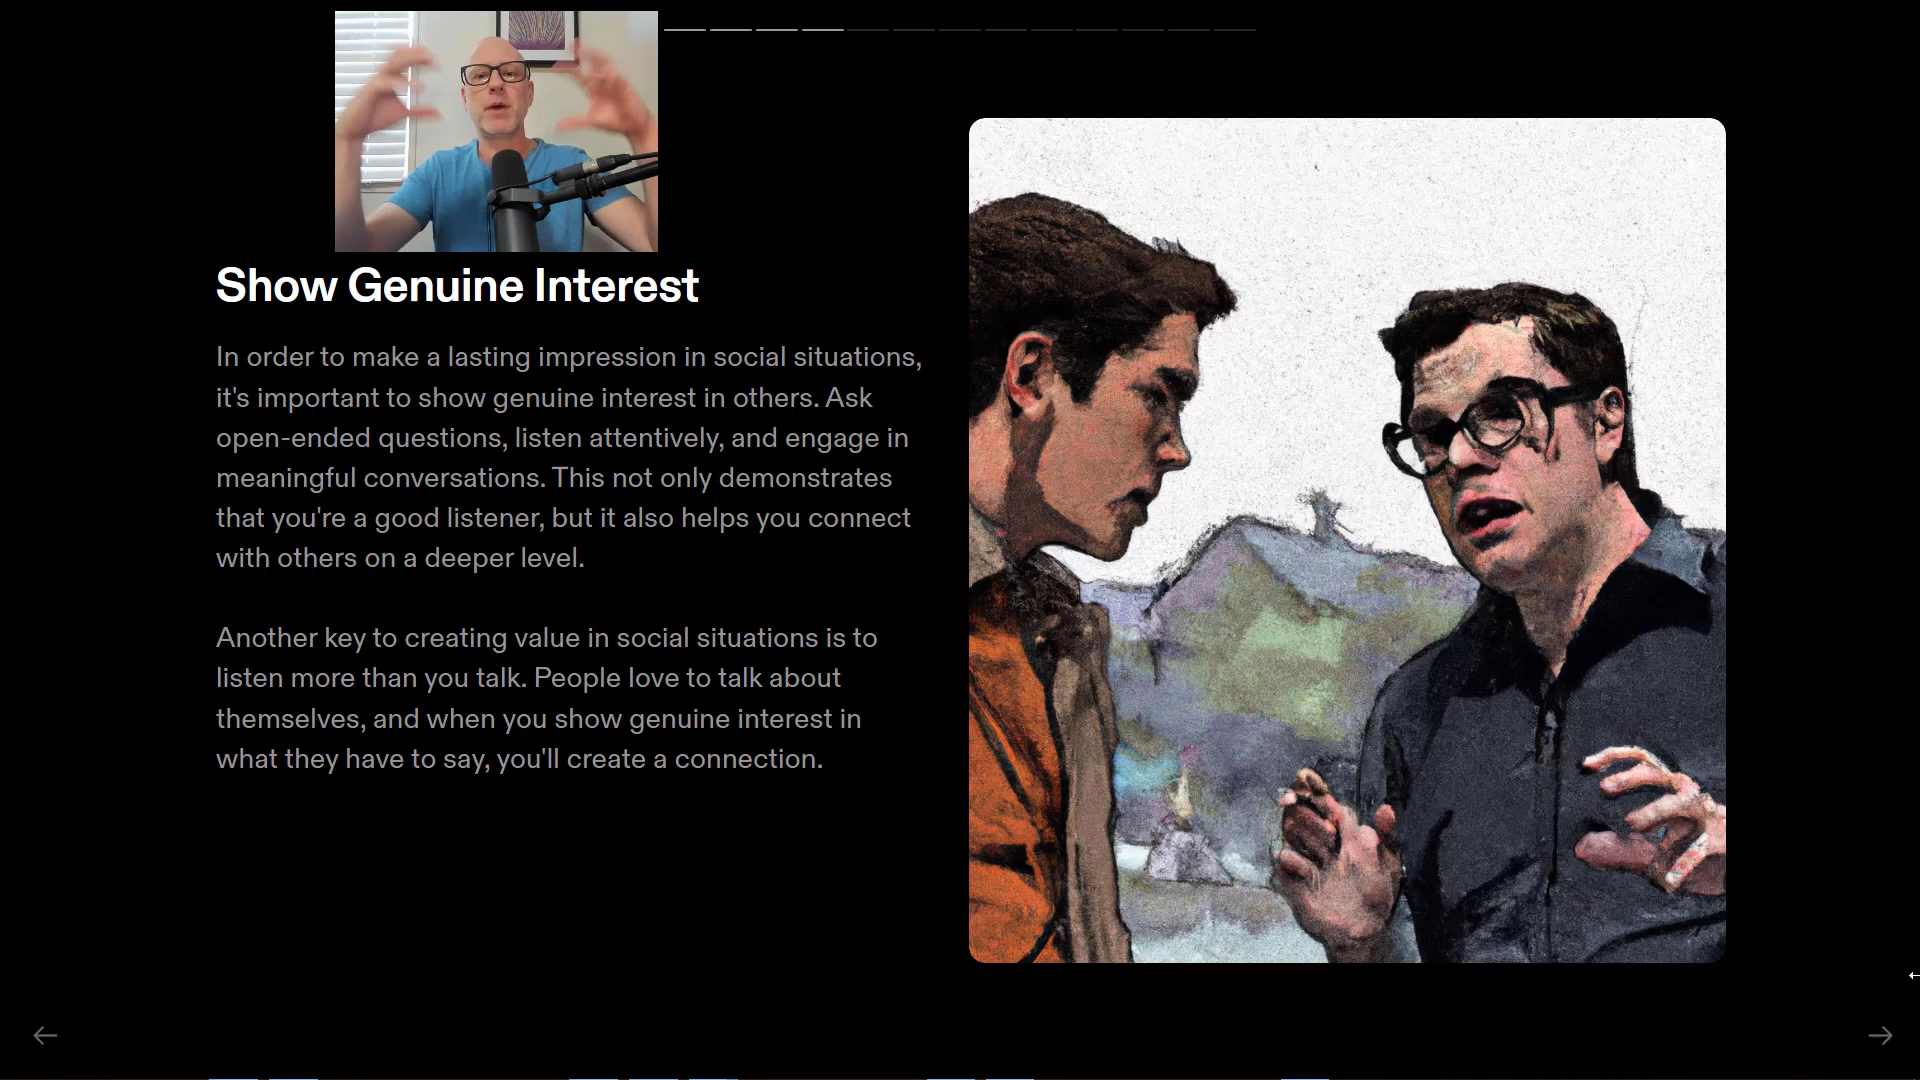 Show Genuine Interest
In order to make a lasting impression in social situations,
it's important to show genuine interest in others. Ask
open-ended questions, listen attentively, and engage in
meaningful conversations. This not only demonstrates
that you're a good listener, but it also helps you connect
with others on a deeper level.
Another key to creating value in social situations is to
listen more than you talk. People love to talk about
themselves, and when you show genuine interest in
what they have to say, you'll create a connection.